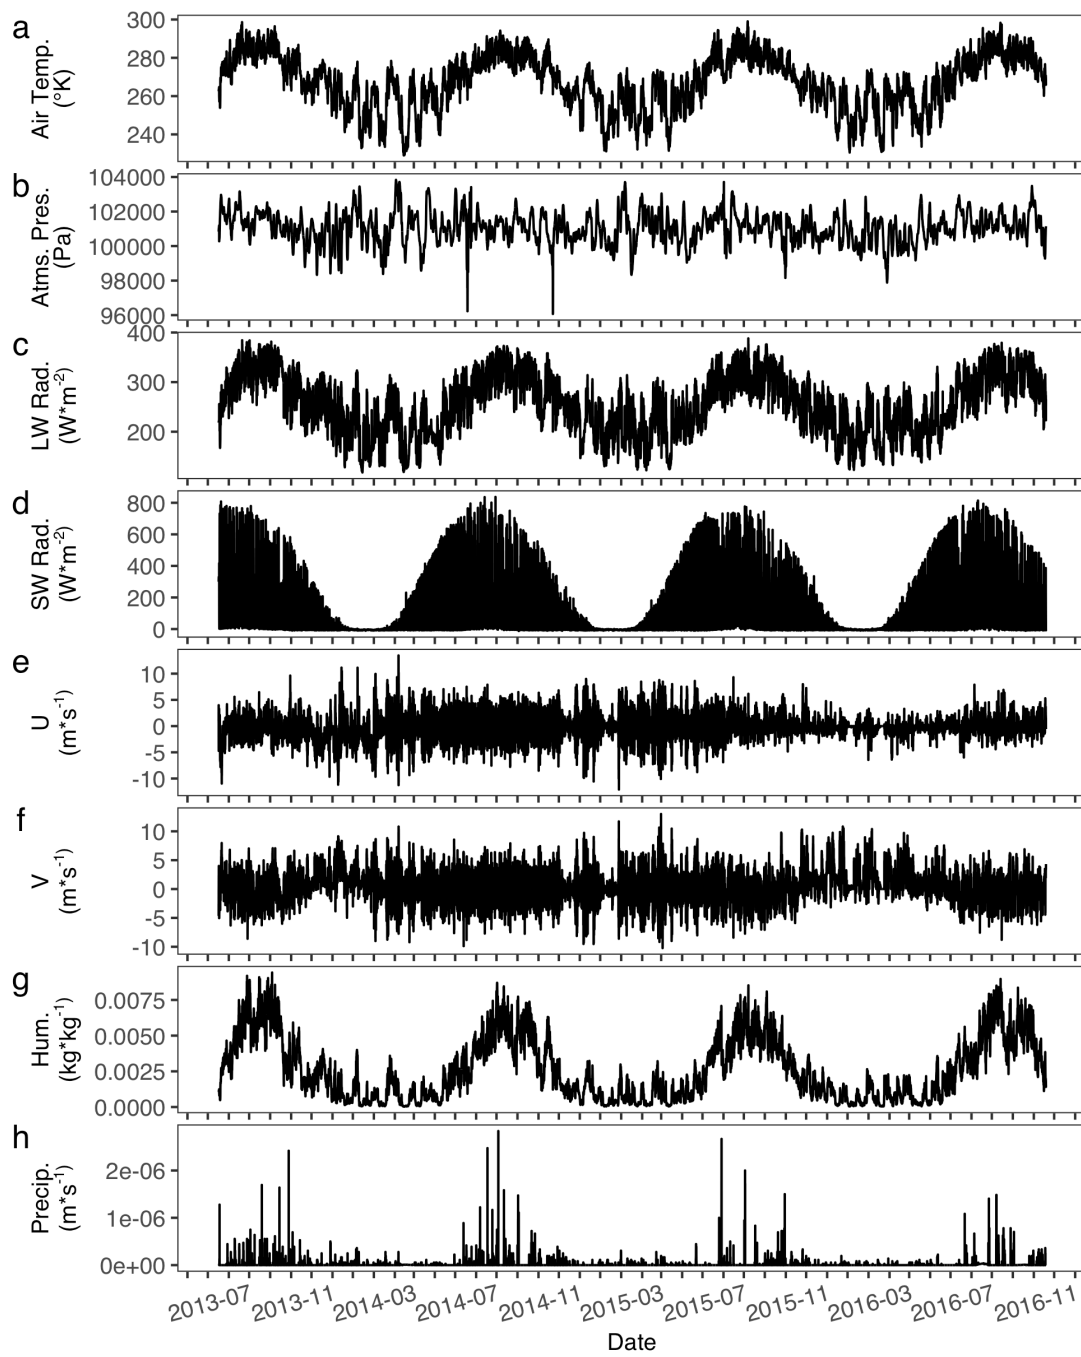 a
Air Temp.
(°K)
300
280
260
240
b
Atms. Pres.
(Pa)
104000
102000
100000
98000
96000
c
LW Rad.
(W*m⁻²)
400
300
200
d
SW Rad.
(W*m⁻²)
800
600
400
200
0
e
U
(m*s⁻¹)
10
5
0
-5
-10
f
V
(m*s⁻¹)
10
5
0
-5
-10
g
Hum.
(kg*kg⁻¹)
0.0075
0.0050
0.0025
0.0000
h
Precip.
(m*s⁻¹)
2e-06
1e-06
0e+00
2013-07 2013-11 2014-03 2014-07 2014-11 2015-03 2015-07 2015-11 2016-03 2016-07 2016-11
Date